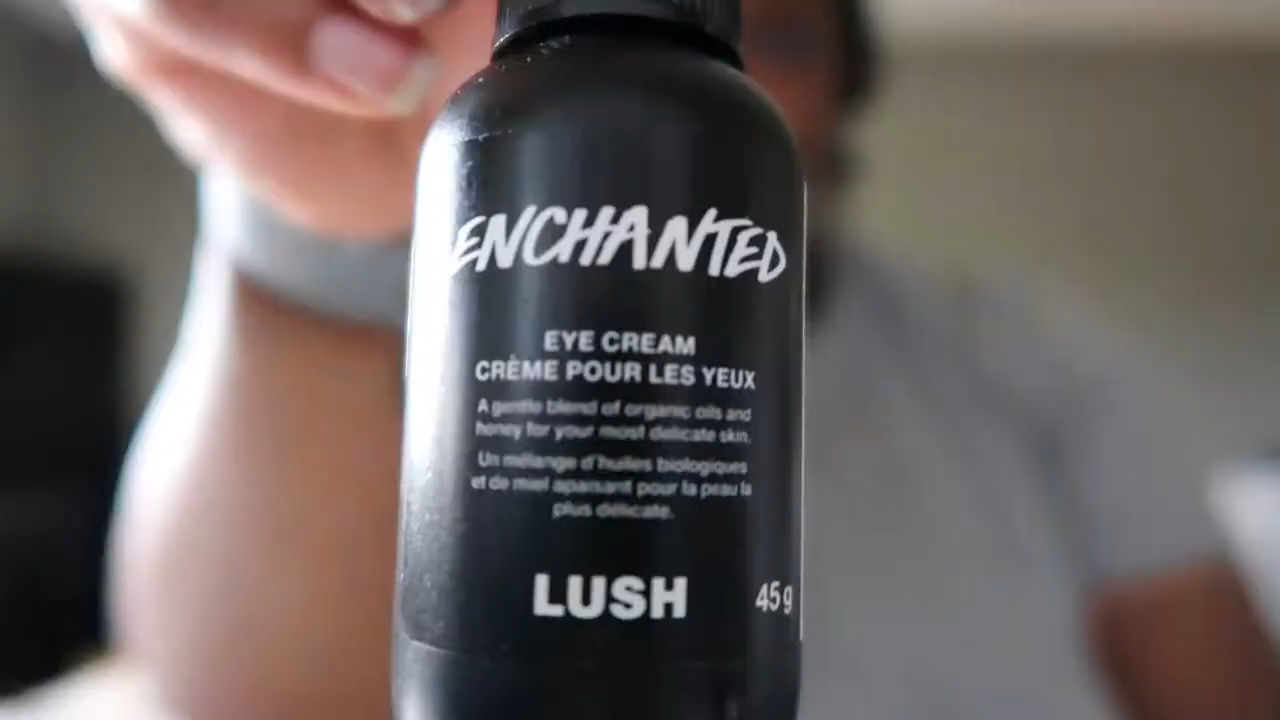 ENCHANTED
EYE CREAM
CRÈME POUR LES YEUX
A gentle blend of organic oils and
honey for your most delicate skin.
Un mélange d'huiles biologiques
et de miel apaisant pour la peau la
plus délicate.
LUSH
45 g